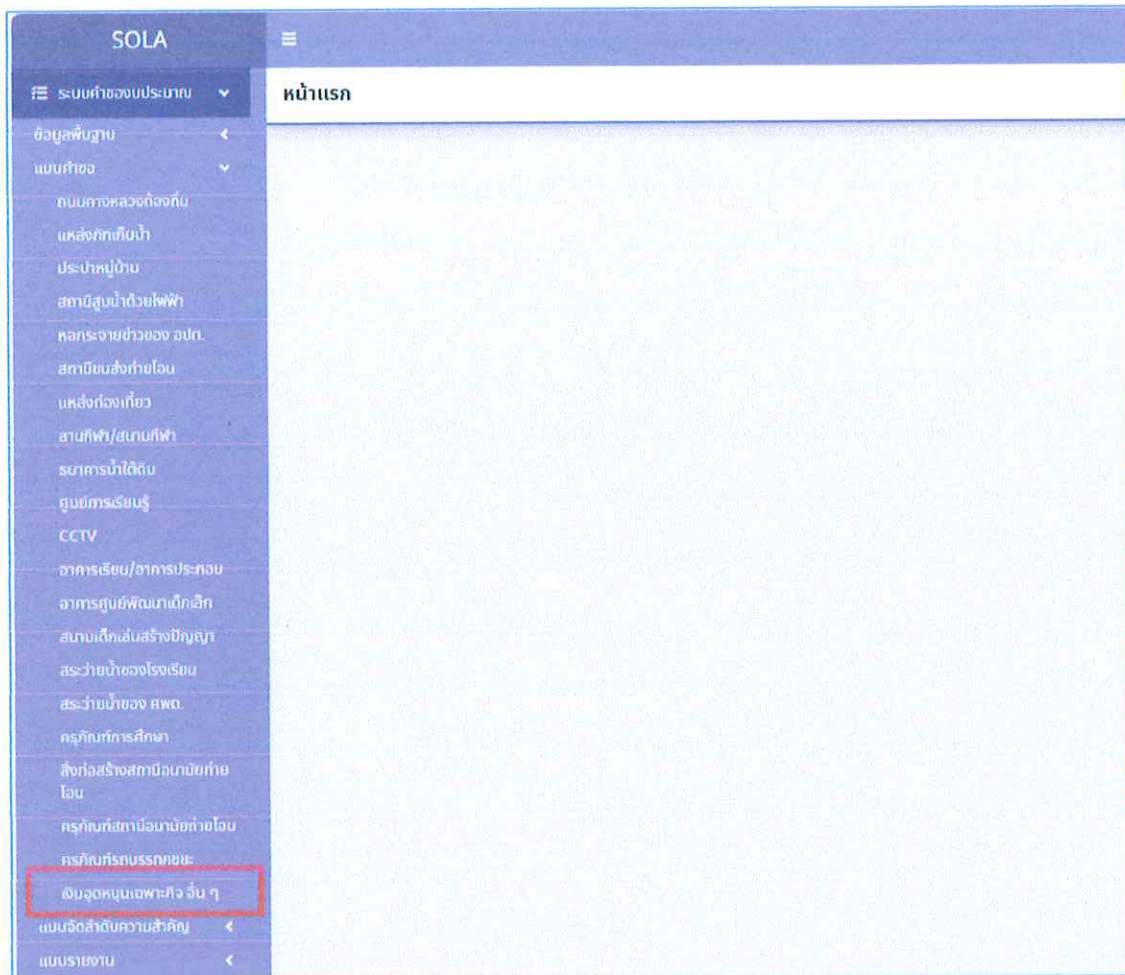 SOLA
ระบบคำของบประมาณ
หน้าแรก
ข้อมูลพื้นฐาน
แบบคำขอ
ถนนทางหลวงท้องถิ่น
แหล่งกักเก็บน้ำ
ประปาหมู่บ้าน
สถานีสูบน้ำด้วยไฟฟ้า
หอกระจายข่าวของ อปท.
สถานีขนส่งถ่ายโอน
แหล่งท่องเที่ยว
ลานกีฬา/สนามกีฬา
ธนาคารน้ำใต้ดิน
ศูนย์การเรียนรู้
CCTV
อาคารเรียน/อาคารประกอบ
อาคารศูนย์พัฒนาเด็กเล็ก
สนามเด็กเล่นสร้างปัญญา
สระว่ายน้ำของโรงเรียน
สระว่ายน้ำของ ศพด.
ครุภัณฑ์การศึกษา
สิ่งก่อสร้างสถานีอนามัยถ่าย
โอน
ครุภัณฑ์สถานีอนามัยถ่ายโอน
ครุภัณฑ์รถบรรทุกขยะ
เงินอุดหนุนเฉพาะกิจ อื่น ๆ
แบบจัดลำดับความสำคัญ
แบบรายงาน